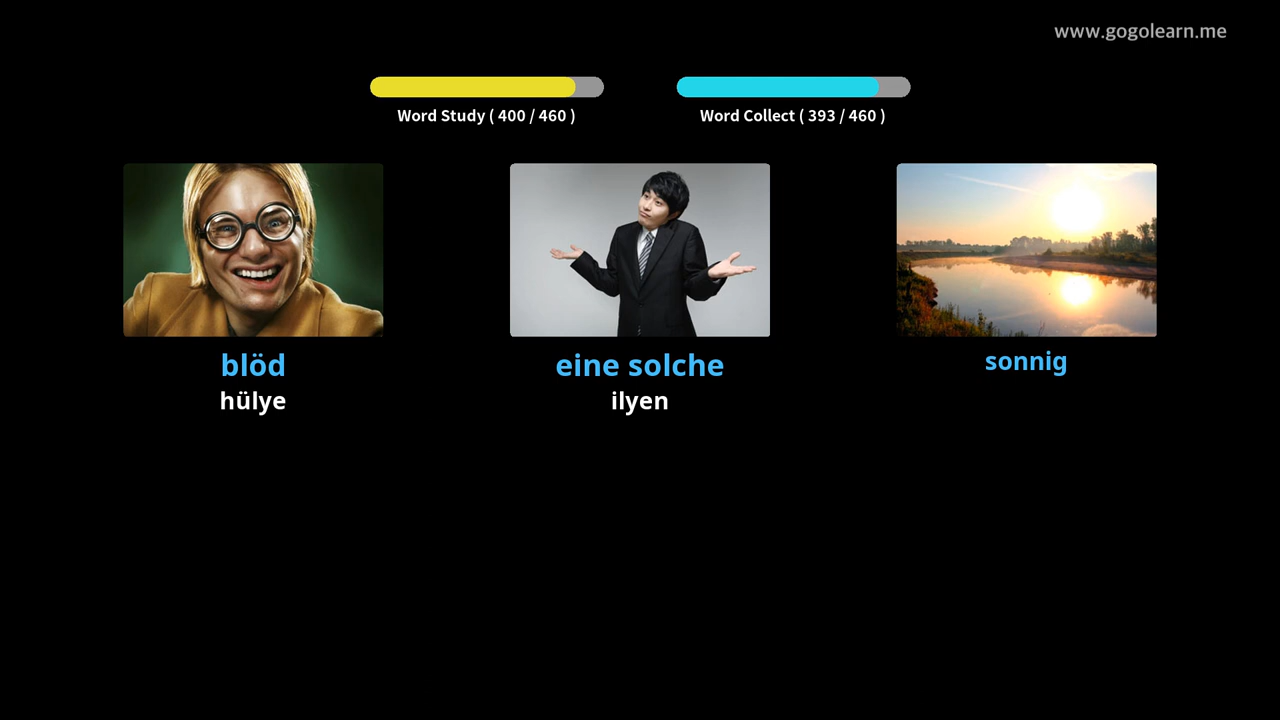 www.gogolearn.me
Word Study ( 400 / 460 )
Word Collect ( 393 / 460 )
blöd
eine solche
sonnig
hülye
ilyen